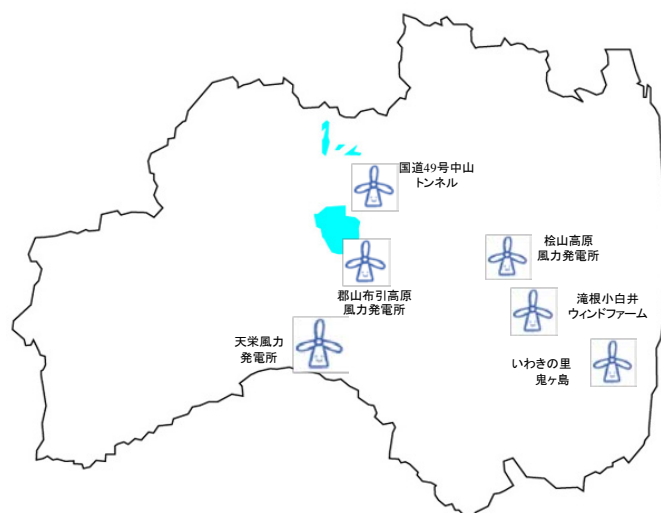 国道49号中山
トンネル
桧山高原
風力発電所
郡山布引高原
風力発電所
滝根小白井
ウィンドファーム
天栄風力
発電所
いわきの里
鬼ヶ島